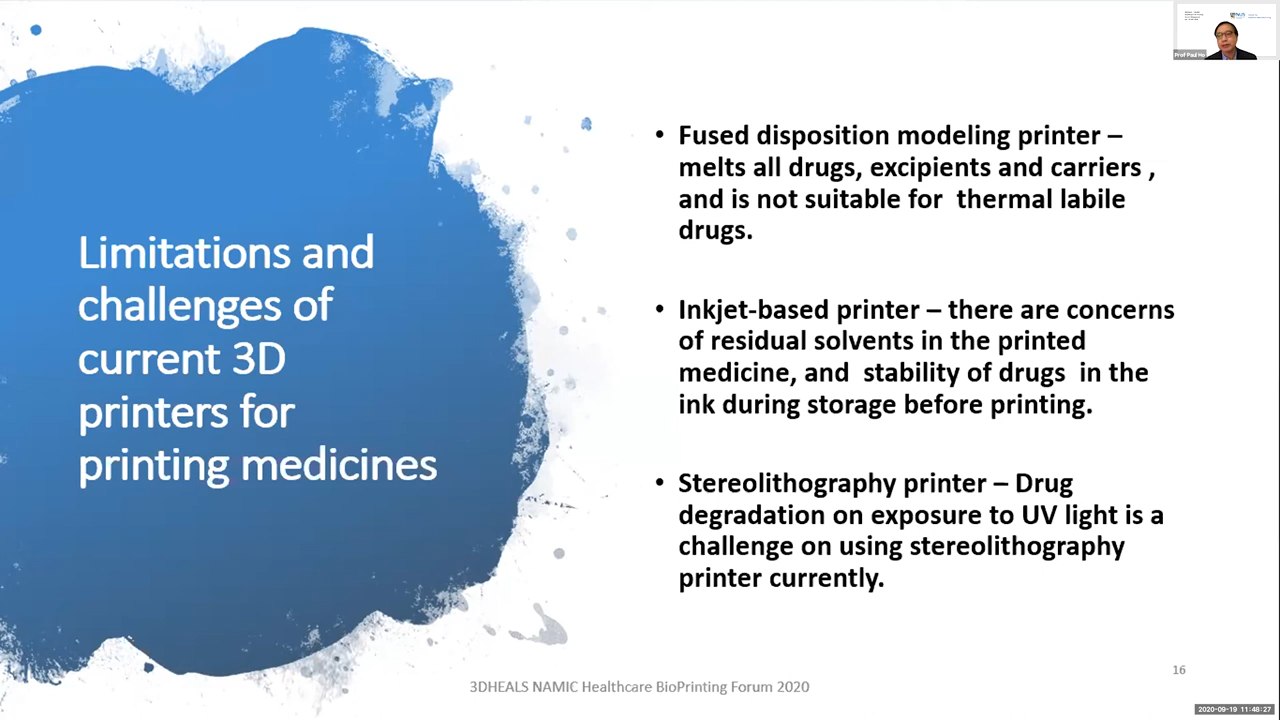 Limitations and
challenges of
current 3D
printers for
printing medicines
• Fused disposition modeling printer –
melts all drugs, excipients and carriers ,
and is not suitable for thermal labile
drugs.
• Inkjet-based printer – there are concerns
of residual solvents in the printed
medicine, and stability of drugs in the
ink during storage before printing.
• Stereolithography printer – Drug
degradation on exposure to UV light is a
challenge on using stereolithography
printer currently.
3DHEALS NAMIC Healthcare BioPrinting Forum 2020
16
NUS
Prof Paul Ho
2020-09-19 11:48:27